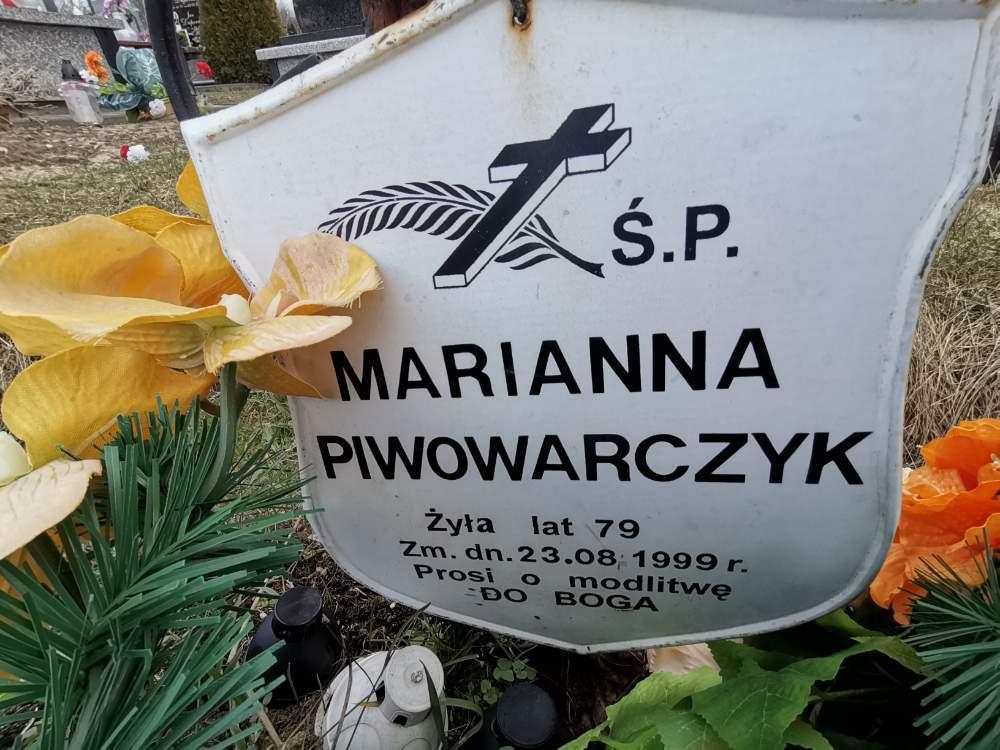 Ś.P.
MARIANNA
PIWOWARCZYK
Żyła lat 79
Zm. dn. 23.08.1999 r.
Prosi o modlitwę
DO BOGA